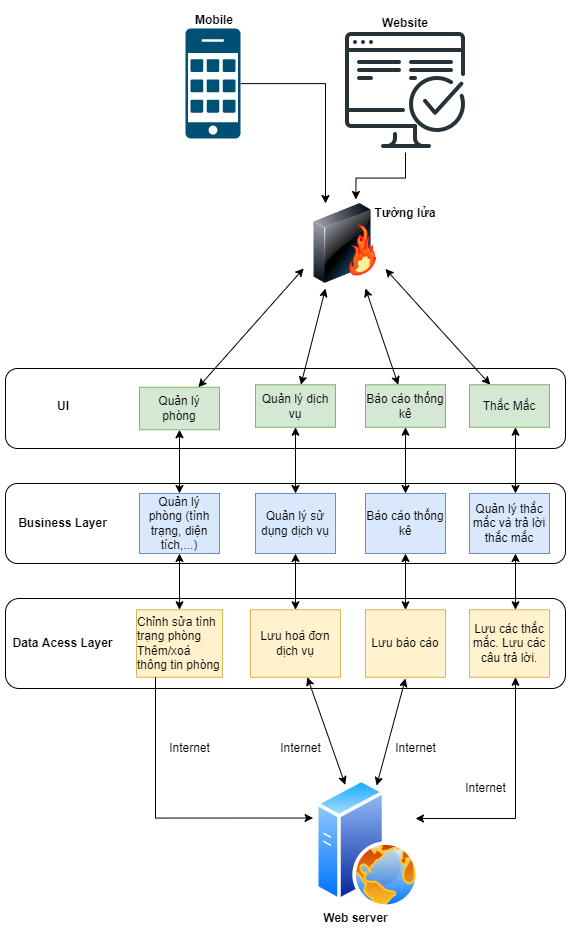 Mobile
Website
Tường lửa
UI
Quản lý
phòng
Quản lý dịch
vụ
Báo cáo thống
kê
Thắc Mắc
Business Layer
Quản lý
phòng (tình
trạng, diện
tích,...)
Quản lý sử
dụng dịch vụ
Báo cáo thống
kê
Quản lý thắc
mắc và trả lời
thắc mắc
Data Acess Layer
Chỉnh sửa tình
trạng phòng
Thêm/xoá
thông tin phòng
Lưu hoá đơn
dịch vụ
Lưu báo cáo
Lưu các thắc
mắc. Lưu các
câu trả lời.
Internet
Internet
Internet
Internet
Web server